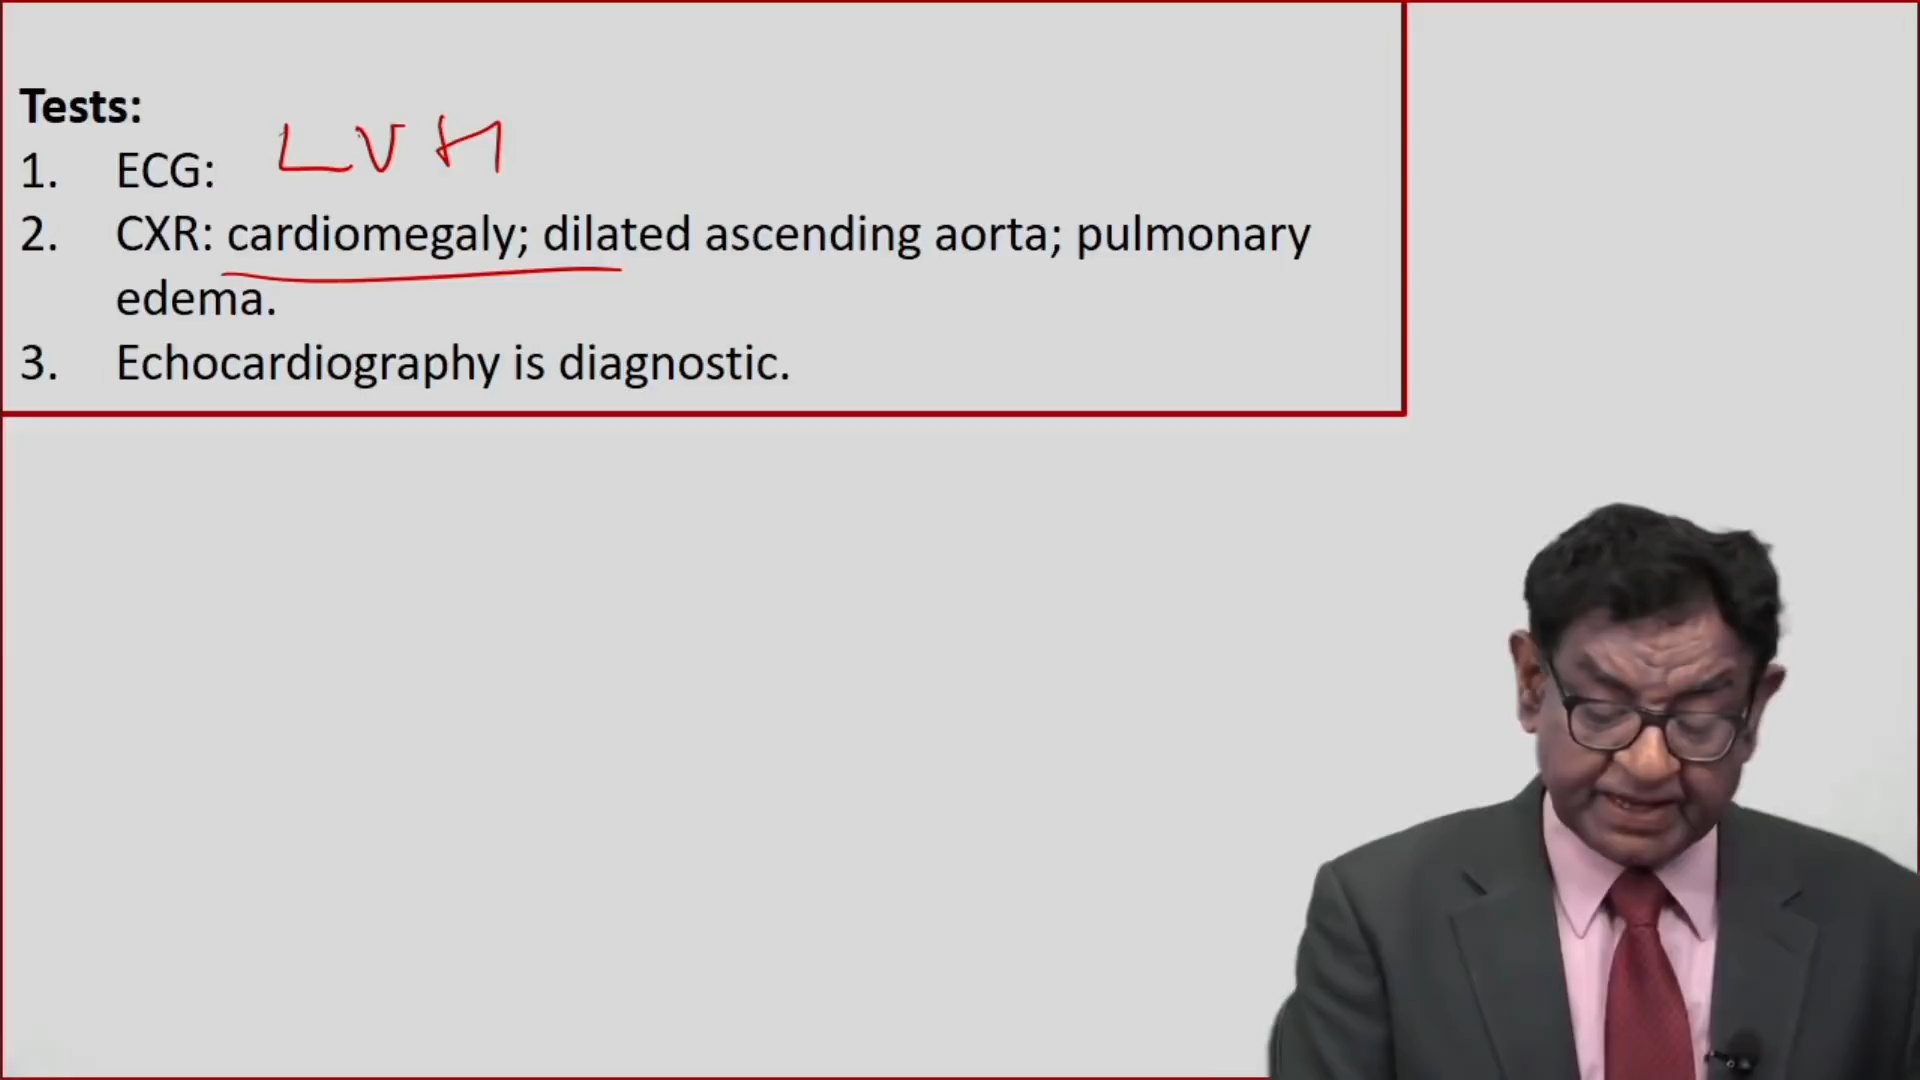 Tests:
1. ECG: LVH
2. CXR: cardiomegaly; dilated ascending aorta; pulmonary
edema.
3. Echocardiography is diagnostic.